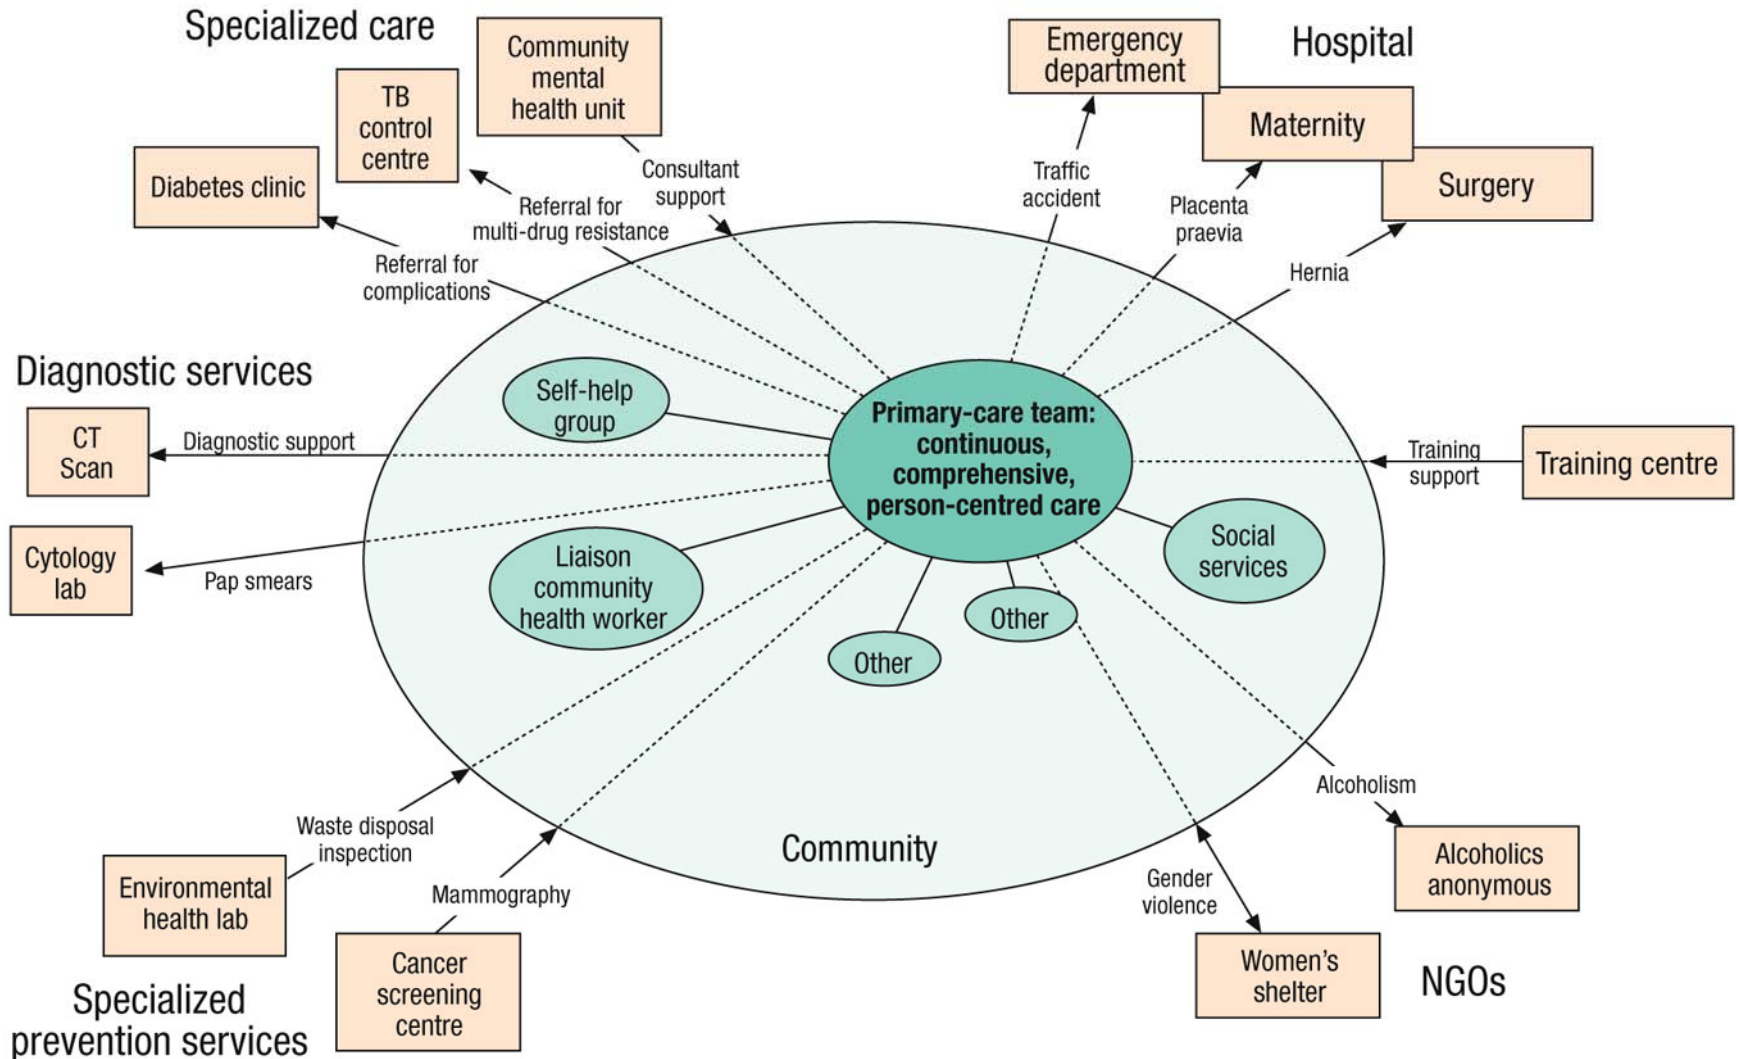 Specialized care
Community
mental
health unit
TB
control
centre
Diabetes clinic
Emergency
department
Hospital
Maternity
Surgery
Consultant
support
Referral for
multi-drug resistance
Referral for
complications
Traffic
accident
Placenta
praevia
Hernia
Diagnostic services
CT
Scan
Diagnostic support
Cytology
lab
Pap smears
Self-help
group
Primary-care team:
continuous,
comprehensive,
person-centred care
Training
support
Training centre
Liaison
community
health worker
Social
services
Other
Other
Community
Waste disposal
inspection
Environmental
health lab
Mammography
Cancer
screening
centre
Specialized
prevention services
Alcoholism
Alcoholics
anonymous
Gender
violence
Women's
shelter
NGOs